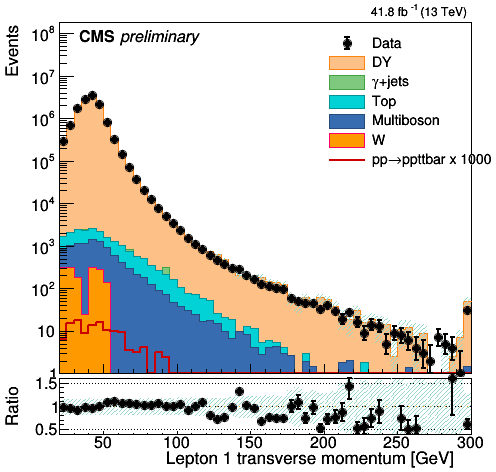 41.8 fb⁻¹ (13 TeV)
CMS preliminary
Events
10⁸
10⁷
10⁶
10⁵
10⁴
10³
10²
10
1
Data
DY
γ+jets
Top
Multiboson
W
pp→ppttbar x 1000
Ratio
1.5
1
0.5
50 100 150 200 250 300
Lepton 1 transverse momentum [GeV]